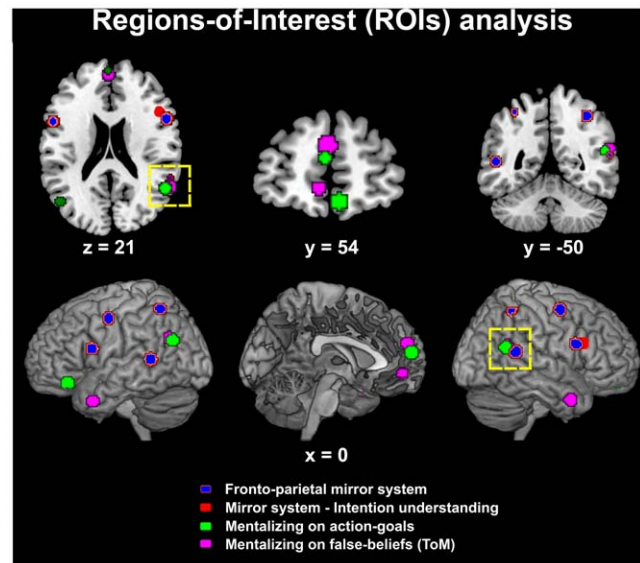 Regions-of-Interest (ROIs) analysis
z = 21
y = 54
y = -50
x = 0
Fronto-parietal mirror system
Mirror system - Intention understanding
Mentalizing on action-goals
Mentalizing on false-beliefs (ToM)